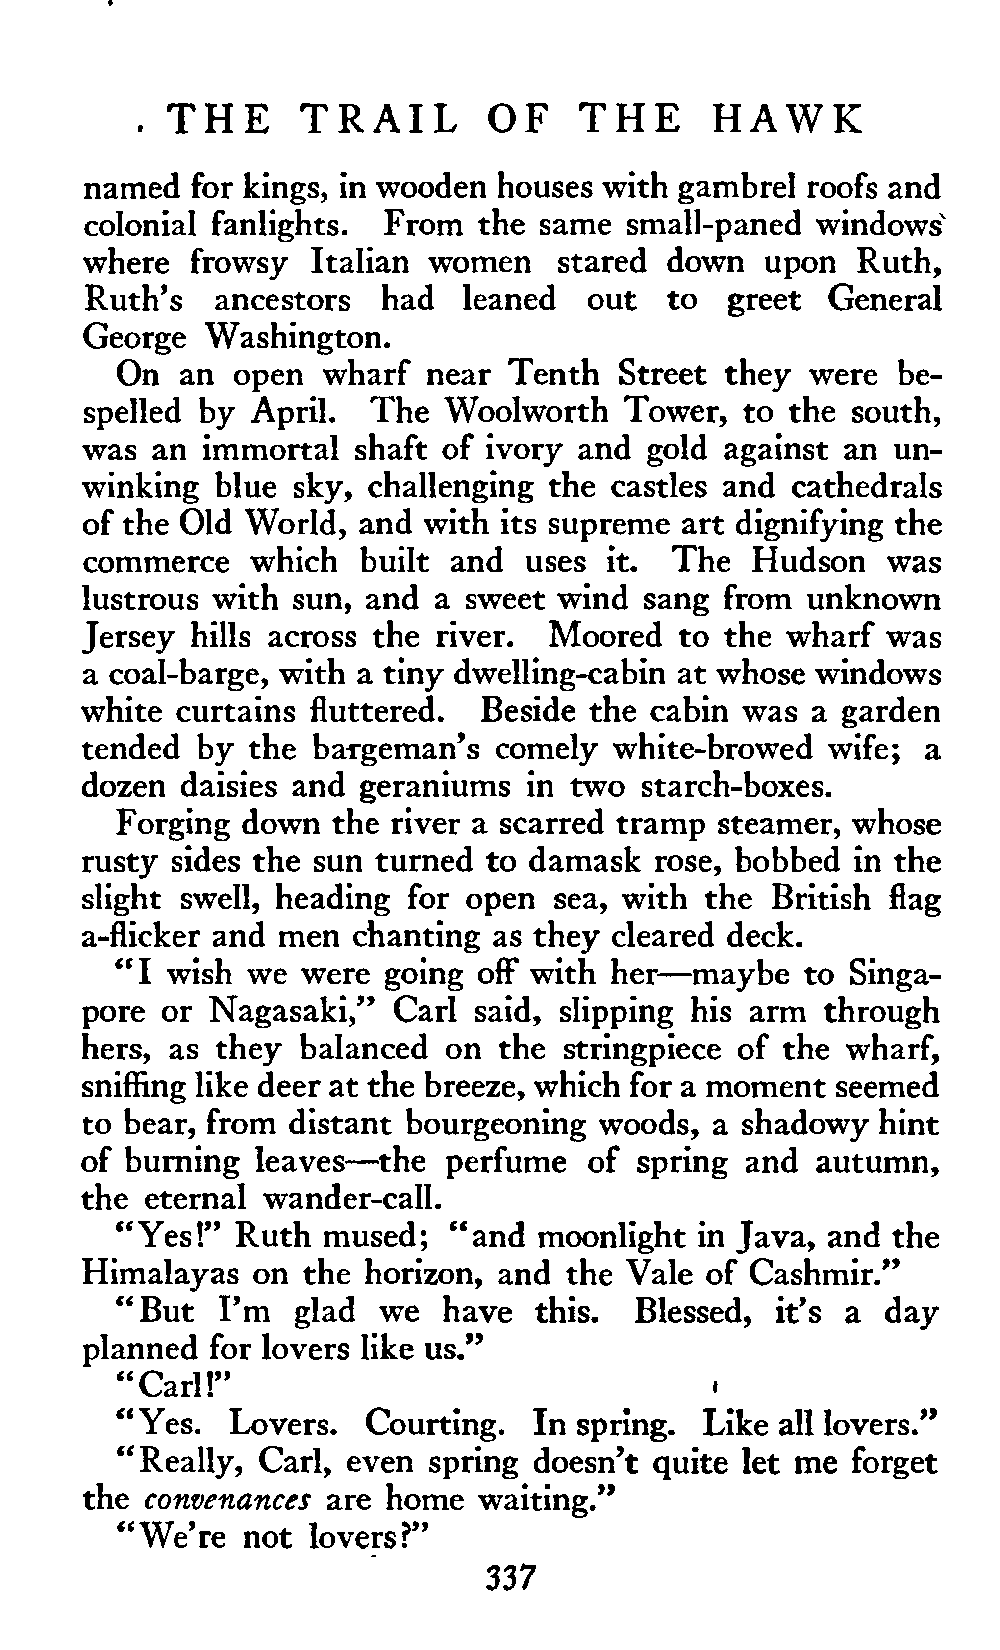 THE TRAIL OF THE HAWK
named for kings, in wooden houses with gambrel roofs and
colonial fanlights. From the same small-paned windows
where frowsy Italian women stared down upon Ruth,
Ruth's ancestors had leaned out to greet General
George Washington.
On an open wharf near Tenth Street they were be-
spelled by April. The Woolworth Tower, to the south,
was an immortal shaft of ivory and gold against an un-
winking blue sky, challenging the castles and cathedrals
of the Old World, and with its supreme art dignifying the
commerce which built and uses it. The Hudson was
lustrous with sun, and a sweet wind sang from unknown
Jersey hills across the river. Moored to the wharf was
a coal-barge, with a tiny dwelling-cabin at whose windows
white curtains fluttered. Beside the cabin was a garden
tended by the bargeman's comely white-browed wife; a
dozen daisies and geraniums in two starch-boxes.
Forging down the river a scarred tramp steamer, whose
rusty sides the sun turned to damask rose, bobbed in the
slight swell, heading for open sea, with the British flag
a-flicker and men chanting as they cleared deck.
"I wish we were going off with her—maybe to Singa-
pore or Nagasaki," Carl said, slipping his arm through
hers, as they balanced on the stringpiece of the wharf,
sniffing like deer at the breeze, which for a moment seemed
to bear, from distant bourgeoning woods, a shadowy hint
of burning leaves—the perfume of spring and autumn,
the eternal wander-call.
"Yes!" Ruth mused; "and moonlight in Java, and the
Himalayas on the horizon, and the Vale of Cashmir."
"But I'm glad we have this. Blessed, it's a day
planned for lovers like us."
"Carl!"
"Yes. Lovers. Courting. In spring. Like all lovers."
"Really, Carl, even spring doesn't quite let me forget
the convenances are home waiting."
"We're not lovers?"
337